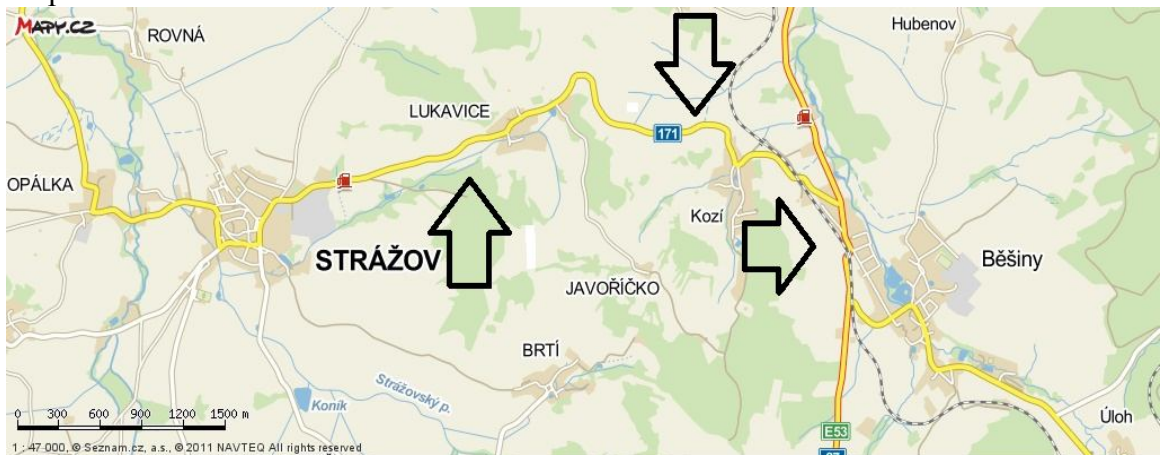 Mapy.cz
ROVNÁ
Hubenov
LUKAVICE
171
OPÁLKA
Kozí
STRÁŽOV
Běšiny
JAVOŘÍČKO
BRTÍ
Strážovský p.
Koník
0 300 600 900 1200 1500 m
Úloh
E53
1 : 47 000, © Seznam.cz, a.s., © 2011 NAVTEQ All rights reserved